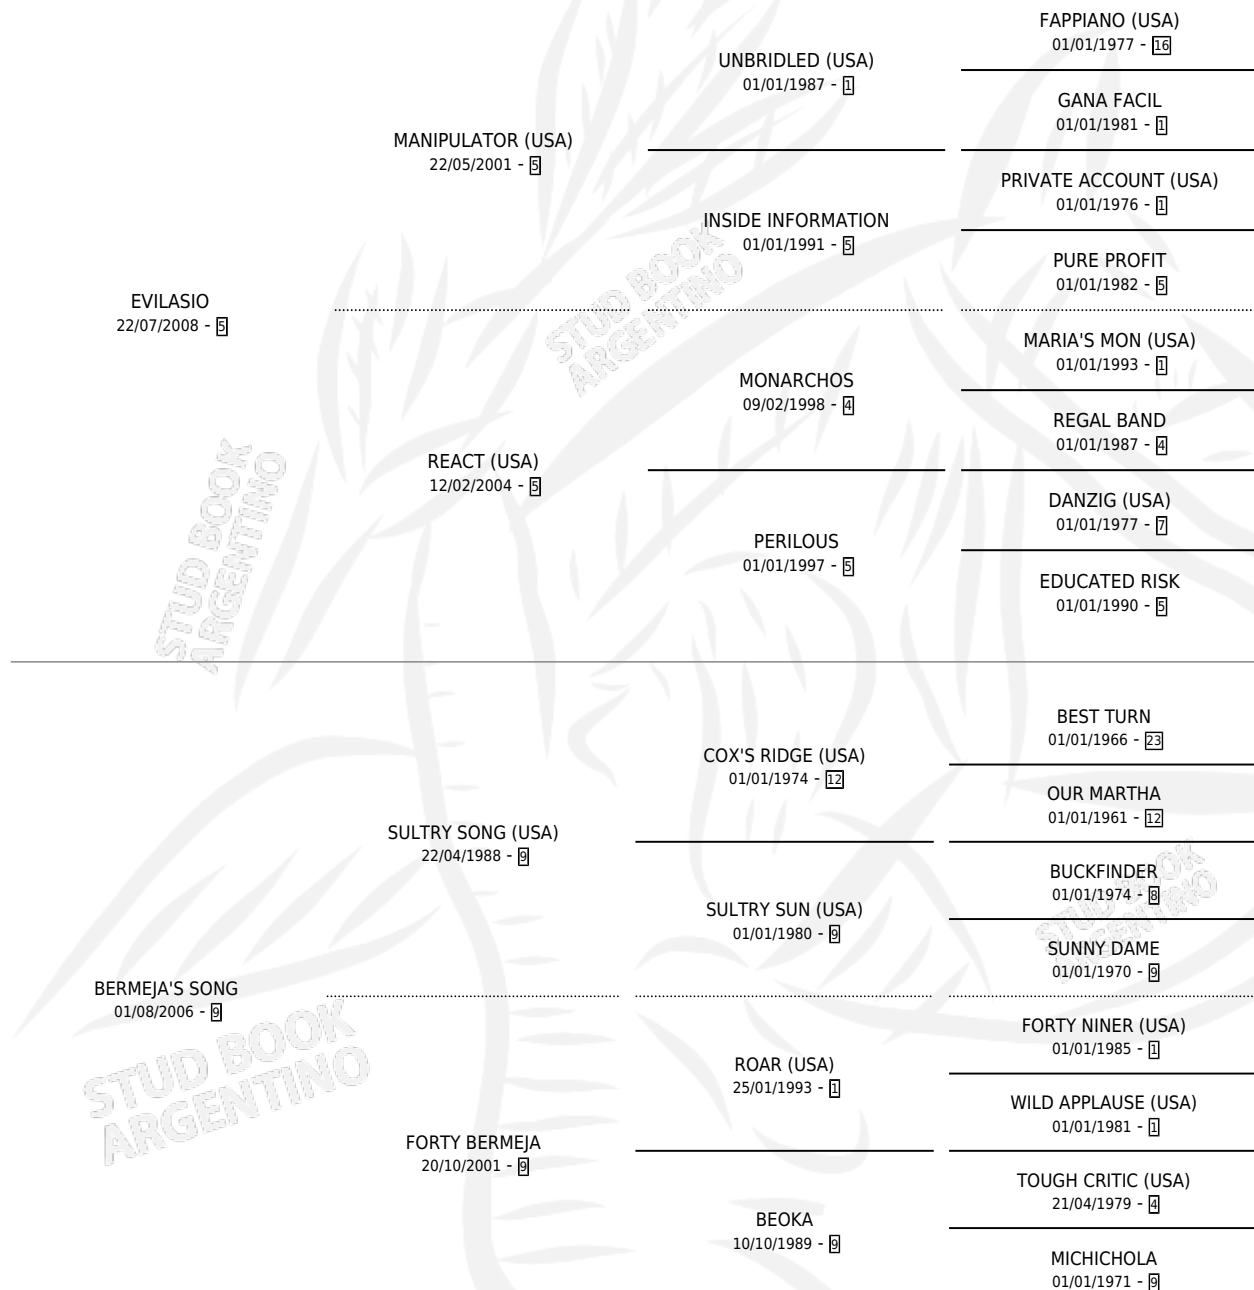 FAPPIANO (USA)
01/01/1977 - 16
UNBRIDLED (USA)
01/01/1987 - 1
GANA FACIL
01/01/1981 - 1
MANIPULATOR (USA)
22/05/2001 - 5
PRIVATE ACCOUNT (USA)
01/01/1976 - 1
INSIDE INFORMATION
01/01/1991 - 5
PURE PROFIT
01/01/1982 - 5
EVILASIO
22/07/2008 - 5
MARIA'S MON (USA)
01/01/1993 - 1
MONARCHOS
09/02/1998 - 4
REGAL BAND
01/01/1987 - 4
REACT (USA)
12/02/2004 - 5
DANZIG (USA)
01/01/1977 - 7
PERILOUS
01/01/1997 - 5
EDUCATED RISK
01/01/1990 - 5
BEST TURN
01/01/1966 - 23
COX'S RIDGE (USA)
01/01/1974 - 12
OUR MARTHA
01/01/1961 - 12
SULTRY SONG (USA)
22/04/1988 - 9
BUCKFINDER
01/01/1974 - 8
SULTRY SUN (USA)
01/01/1980 - 9
SUNNY DAME
01/01/1970 - 9
BERMEJA'S SONG
01/08/2006 - 9
FORTY NINER (USA)
01/01/1985 - 1
ROAR (USA)
25/01/1993 - 1
WILD APPLAUSE (USA)
01/01/1981 - 1
FORTY BERMEJA
20/10/2001 - 9
TOUGH CRITIC (USA)
21/04/1979 - 4
BEOKA
10/10/1989 - 9
MICHICHOLA
01/01/1971 - 9
STUD BOOK
ARGENTINO
STUD BOOK
ARGENTINO
STUD BOOK
ARGENTINO
STUD BOOK
ARGENTINO